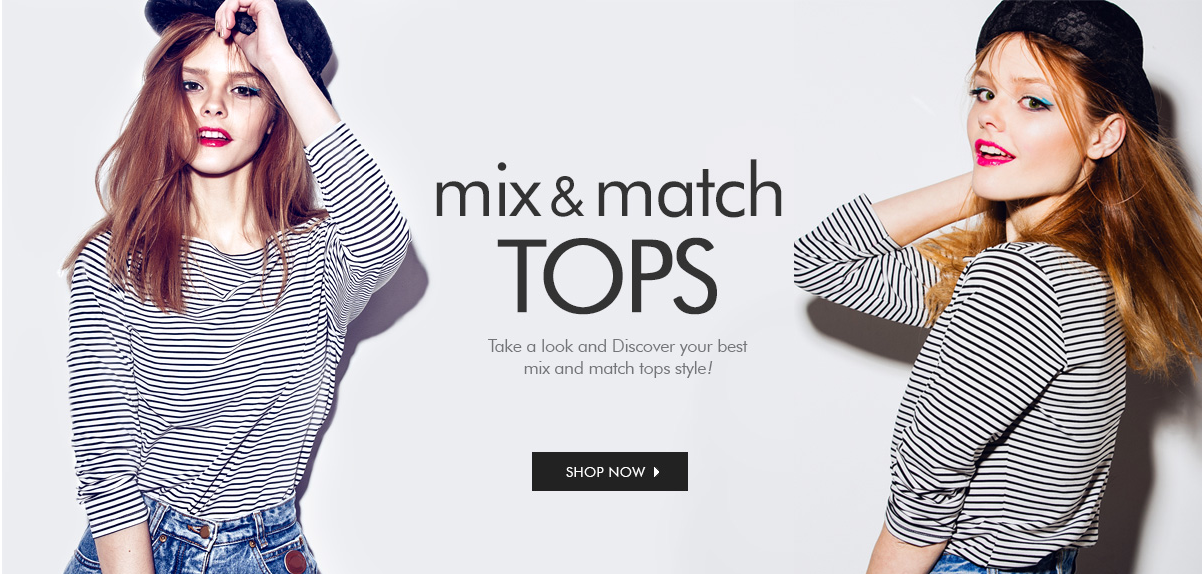 mix & match
TOPS
Take a look and Discover your best
mix and match tops style!
SHOP NOW